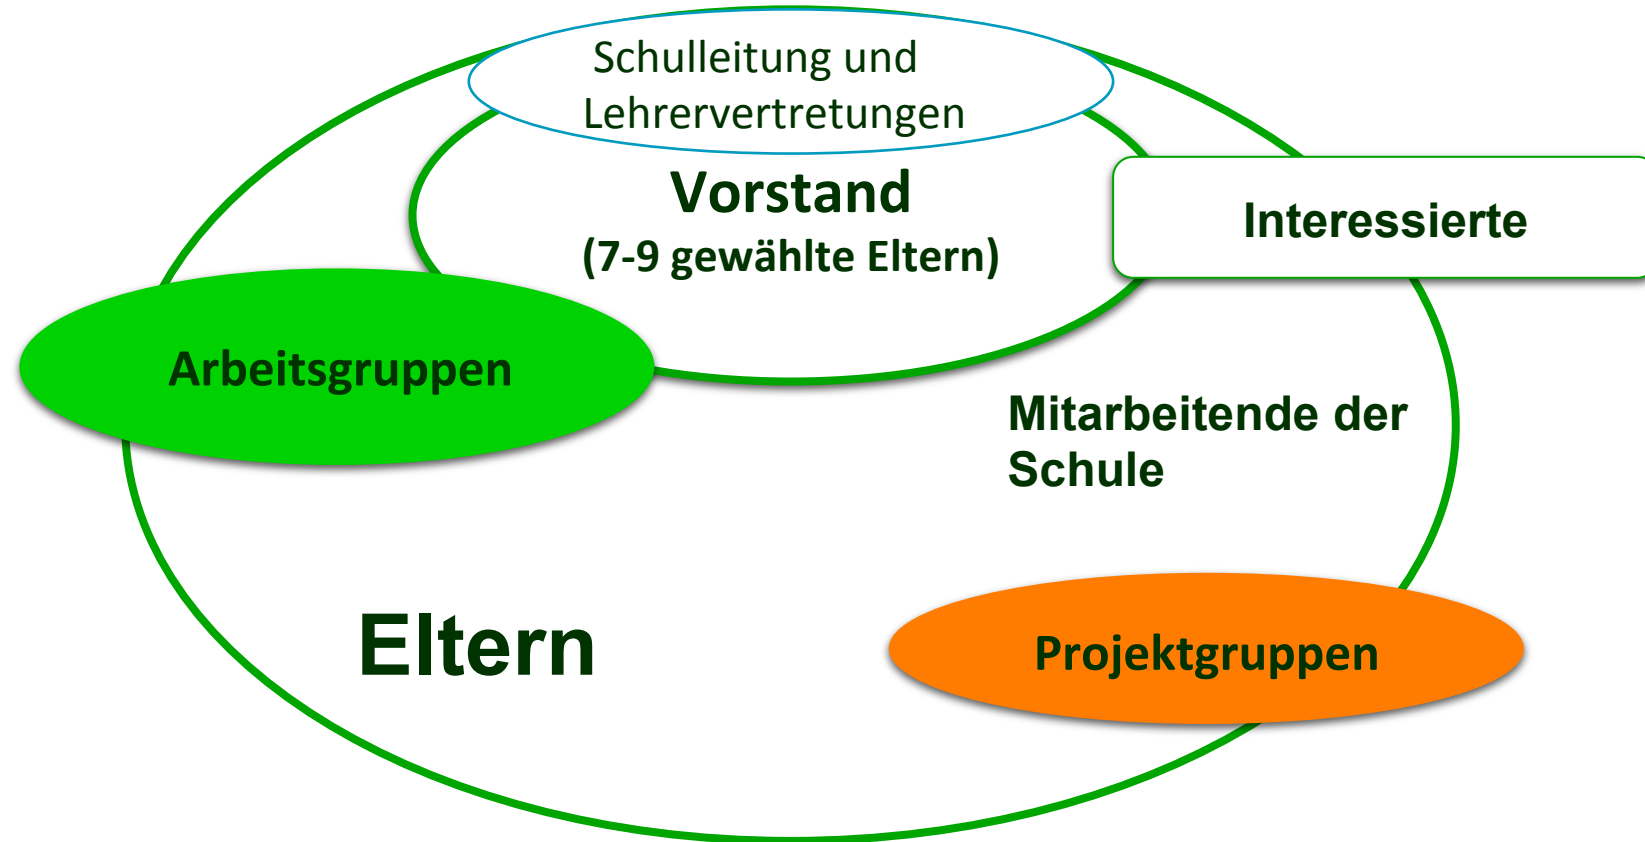 Schulleitung und
Lehrervertretungen
Vorstand
(7-9 gewählte Eltern)
Interessierte
Arbeitsgruppen
Mitarbeitende der
Schule
Eltern
Projektgruppen